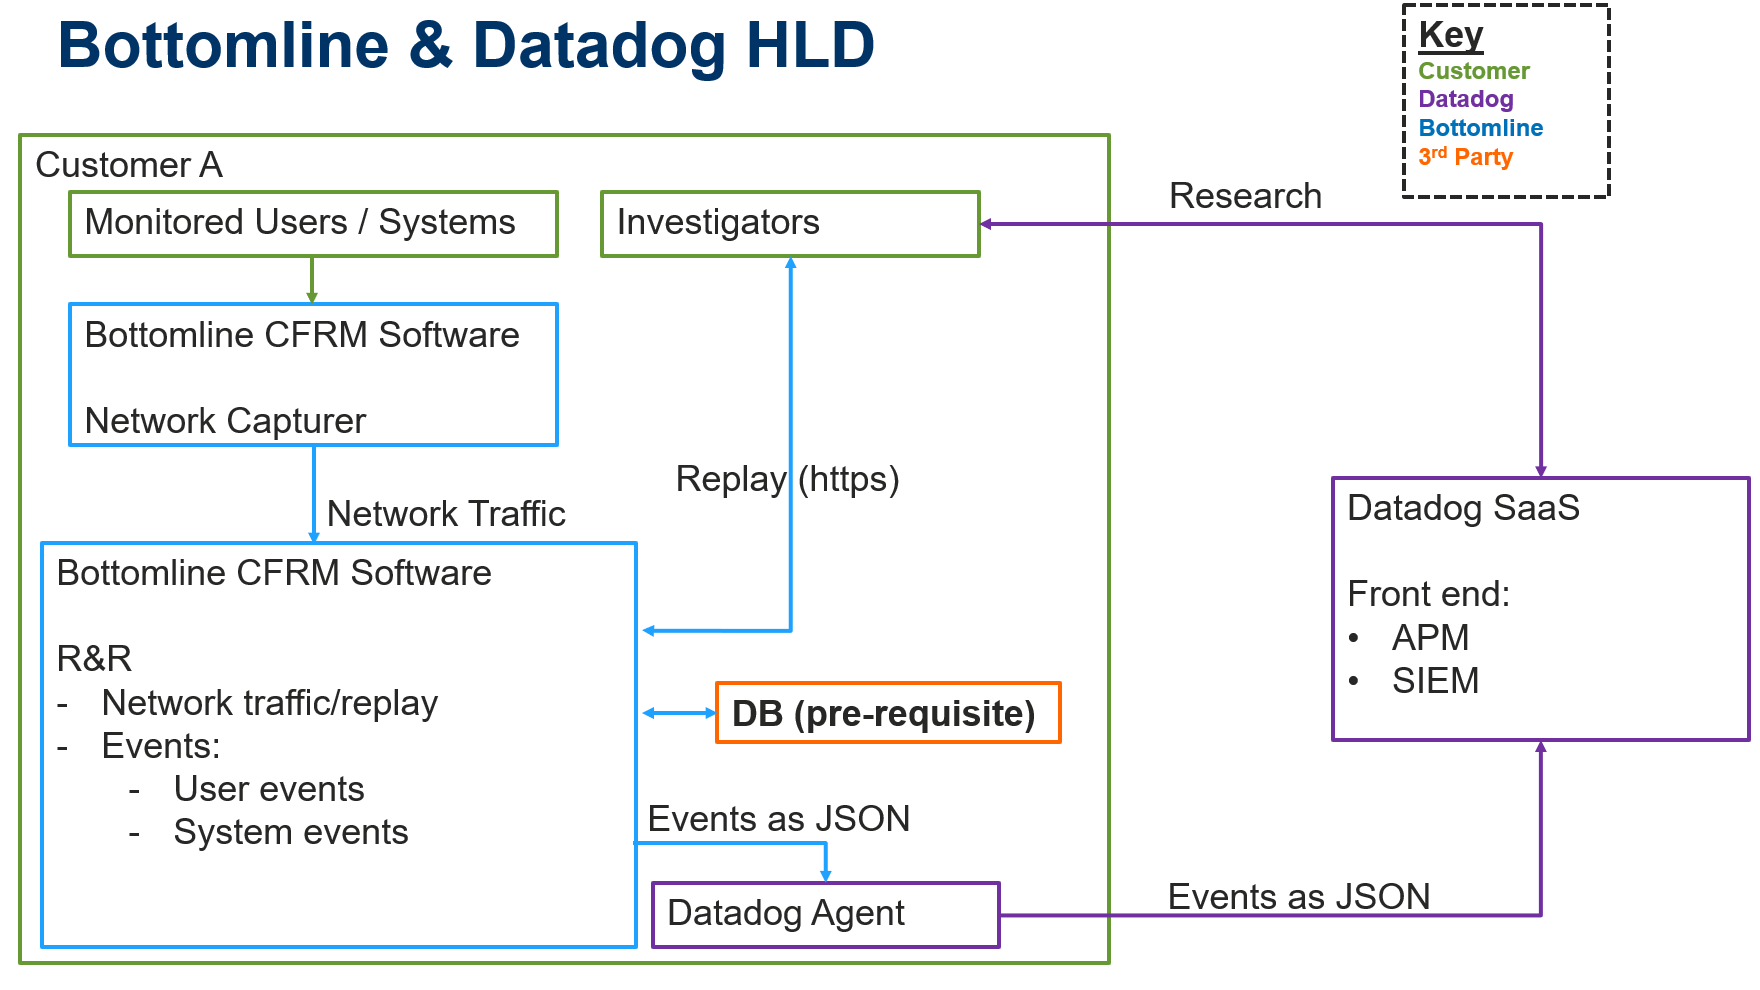 Bottomline & Datadog HLD
Key
Customer
Datadog
Bottomline
3rd Party
Customer A
Monitored Users / Systems
Investigators
Research
Bottomline CFRM Software
Network Capturer
Replay (https)
Network Traffic
Bottomline CFRM Software
R&R
- Network traffic/replay
- Events:
- User events
- System events
DB (pre-requisite)
Events as JSON
Datadog Agent
Datadog SaaS
Front end:
• APM
• SIEM
Events as JSON